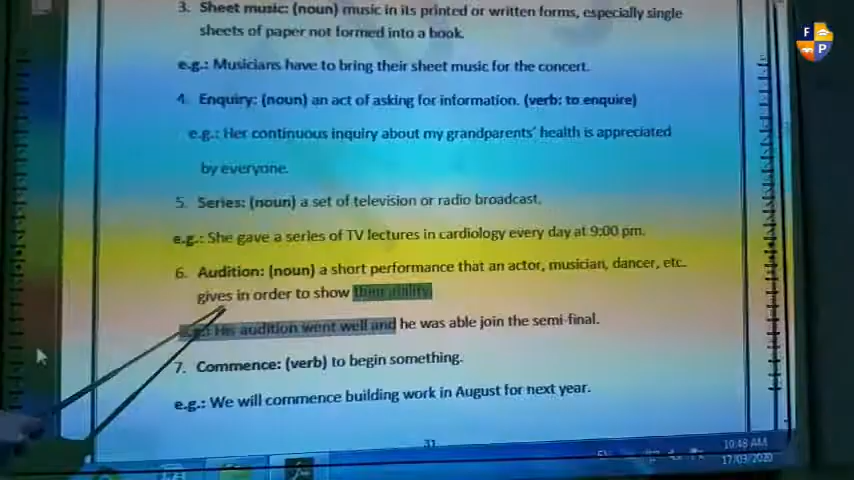 3. Sheet music: (noun) music in its printed or written forms, especially single
sheets of paper not formed into a book.
e.g.: Musicians have to bring their sheet music for the concert.
4. Enquiry: (noun) an act of asking for information. (verb: to enquire)
e.g.: Her continuous inquiry about my grandparents' health is appreciated
by everyone.
5. Series: (noun) a set of television or radio broadcast.
e.g.: She gave a series of TV lectures in cardiology every day at 9:00 pm.
6. Audition: (noun) a short performance that an actor, musician, dancer, etc.
gives in order to show their ability.
e.g.: His audition went well and he was able join the semi-final.
7. Commence: (verb) to begin something.
e.g.: We will commence building work in August for next year.
31
10:48 AM
17/03/2020
F
P